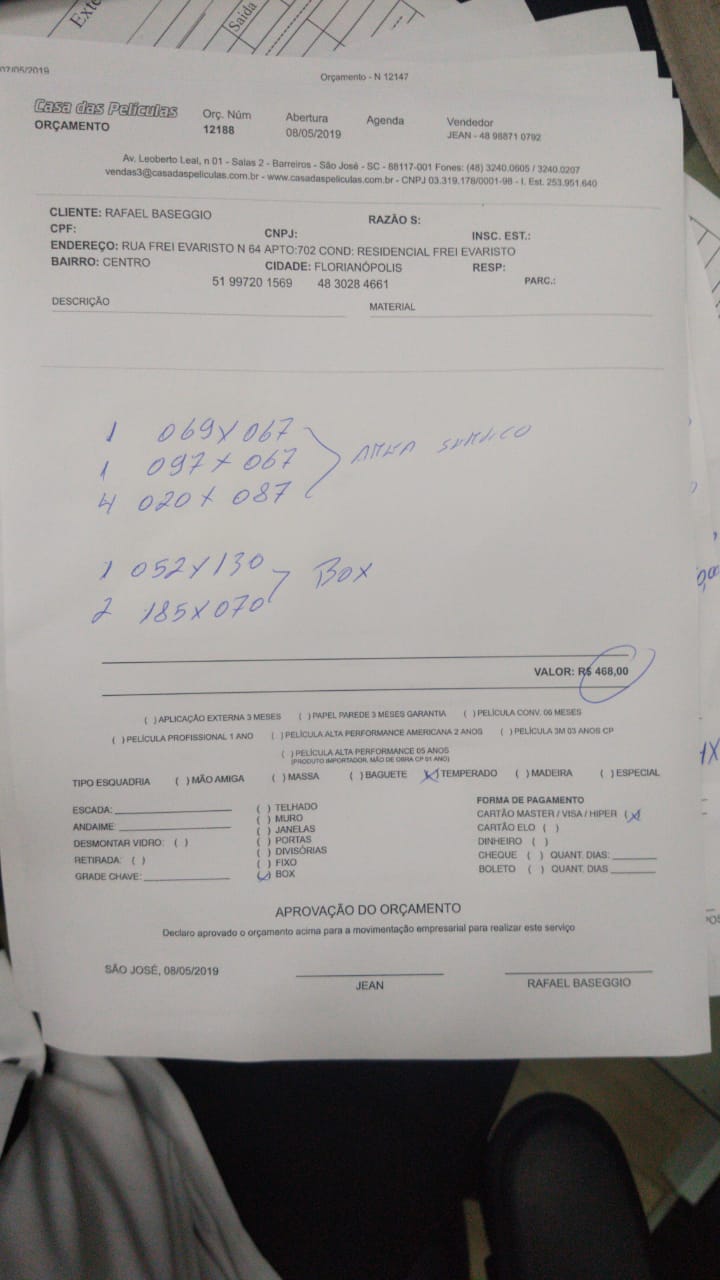 Exte
Saída
07/05/2019
Orçamento - N 12147
Casa das Películas
ORÇAMENTO
Orç. Núm
12188
Abertura
08/05/2019
Agenda
Vendedor
JEAN - 48 98871 0792
Av. Leoberto Leal, n 01 - Salas 2 - Barreiros - São José - SC - 88117-001 Fones: (48) 3240.0605 / 3240.0207
vendas3@casadaspeliculas.com.br - www.casadaspeliculas.com.br - CNPJ 03.319.178/0001-98 - I. Est. 253.951.640
CLIENTE: RAFAEL BASEGGIO RAZÃO S:
CPF: CNPJ: INSC. EST.:
ENDEREÇO: RUA FREI EVARISTO N 64 APTO:702 COND: RESIDENCIAL FREI EVARISTO
BAIRRO: CENTRO CIDADE: FLORIANÓPOLIS RESP:
51 99720 1569 48 3028 4661 PARC.:
DESCRIÇÃO MATERIAL
1 069X067
1 097X067 AREA SERVICO
4 020X087
1 052X130 BOX
2 185X070
VALOR: R$ 468,00
( ) APLICAÇÃO EXTERNA 3 MESES ( ) PAPEL PAREDE 3 MESES GARANTIA ( ) PELÍCULA CONV. 06 MESES
( ) PELÍCULA PROFISSIONAL 1 ANO ( ) PELÍCULA ALTA PERFORMANCE AMERICANA 2 ANOS ( ) PELÍCULA 3M 03 ANOS CP
( ) PELÍCULA ALTA PERFORMANCE 05 ANOS
(PRODUTO IMPORTADOR, MÃO DE OBRA CP 01 ANO)
TIPO ESQUADRIA ( ) MÃO AMIGA ( ) MASSA ( ) BAGUETE (X) TEMPERADO ( ) MADEIRA ( ) ESPECIAL
ESCADA:
ANDAIME:
DESMONTAR VIDRO: ( )
RETIRADA: ( )
GRADE CHAVE:
( ) TELHADO
( ) MURO
( ) JANELAS
( ) PORTAS
( ) DIVISÓRIAS
( ) FIXO
(X) BOX
FORMA DE PAGAMENTO
CARTÃO MASTER / VISA / HIPER (X)
CARTÃO ELO ( )
DINHEIRO ( )
CHEQUE ( ) QUANT. DIAS:
BOLETO ( ) QUANT. DIAS
APROVAÇÃO DO ORÇAMENTO
Declaro aprovado o orçamento acima para a movimentação empresarial para realizar este serviço
SÃO JOSÉ, 08/05/2019
JEAN
RAFAEL BASEGGIO